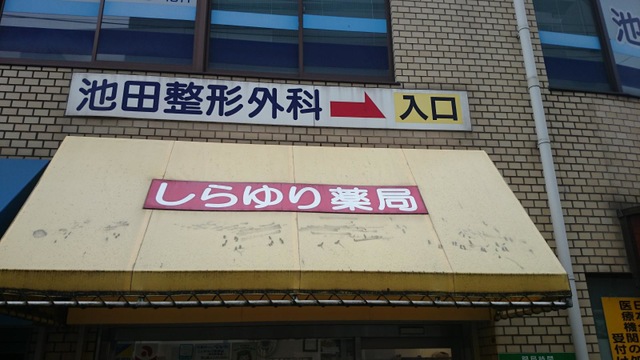 池田整形外科 入口
しらゆり薬局